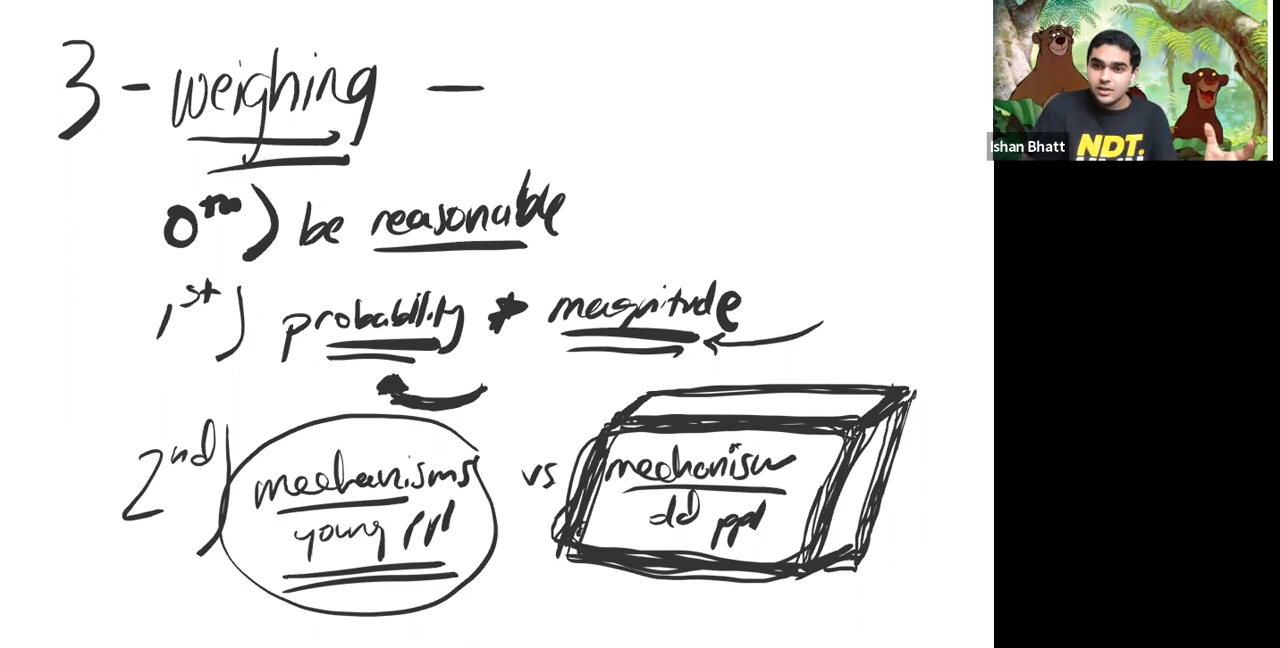 3 - weighing -
0th) be reasonable
1st) probability * magnitude
2nd) mechanisms young ppl vs mechanism old ppl
Ishan Bhatt
NDT.